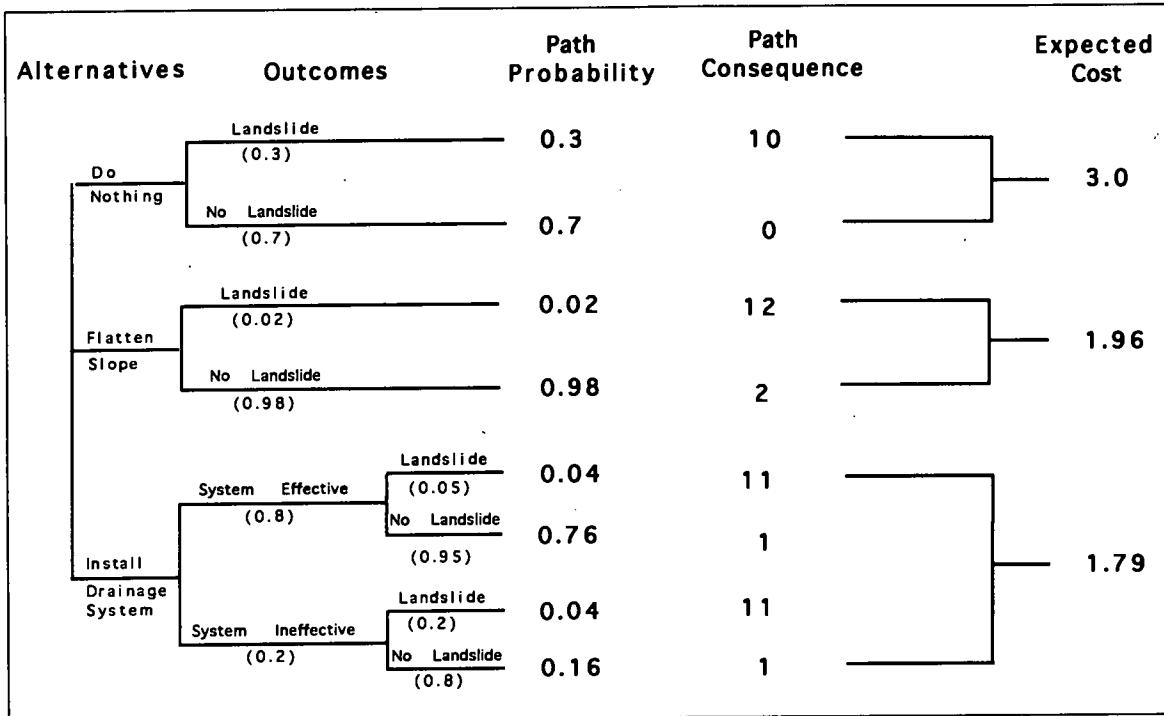 Alternatives Outcomes Path Probability Path Consequence Expected Cost
Landslide 0.3 10
(0.3)
Do
Nothing
3.0
No Landslide 0.7 0
(0.7)
Landslide 0.02 12
(0.02)
Flatten
Slope
1.96
No Landslide 0.98 2
(0.98)
Landslide 0.04 11
System Effective (0.05)
(0.8)
No Landslide 0.76 1
(0.95)
Install
Drainage
System
1.79
Landslide 0.04 11
(0.2)
System Ineffective
(0.2)
No Landslide 0.16 1
(0.8)